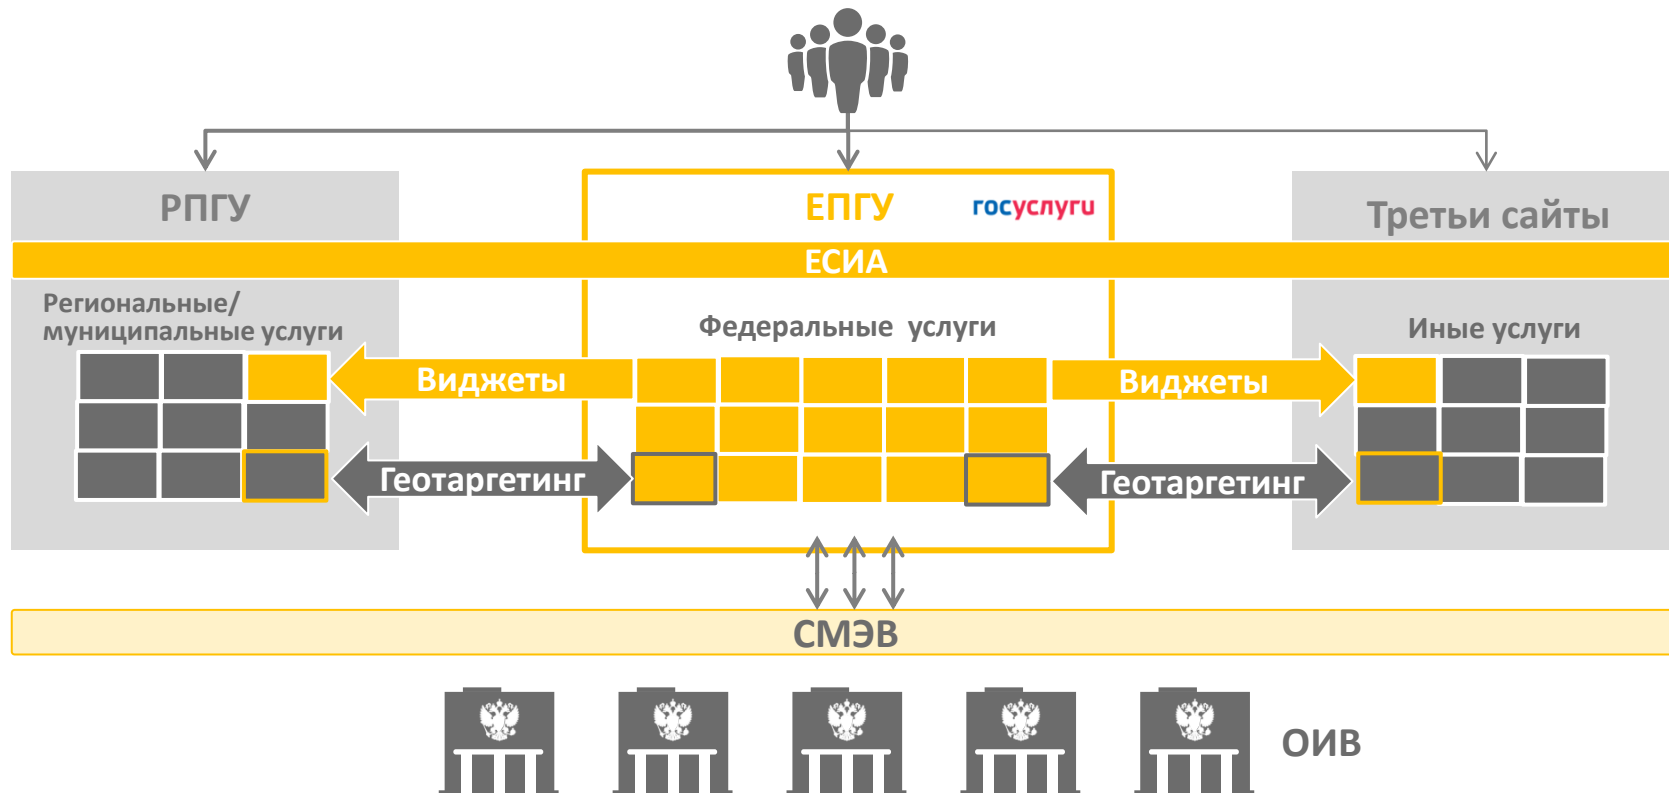 РПГУ
ЕПГУ
госуслуги
Третьи сайты
ЕСИА
Региональные/
муниципальные услуги
Федеральные услуги
Иные услуги
Виджеты
Виджеты
Геотаргетинг
Геотаргетинг
СМЭВ
ОИВ